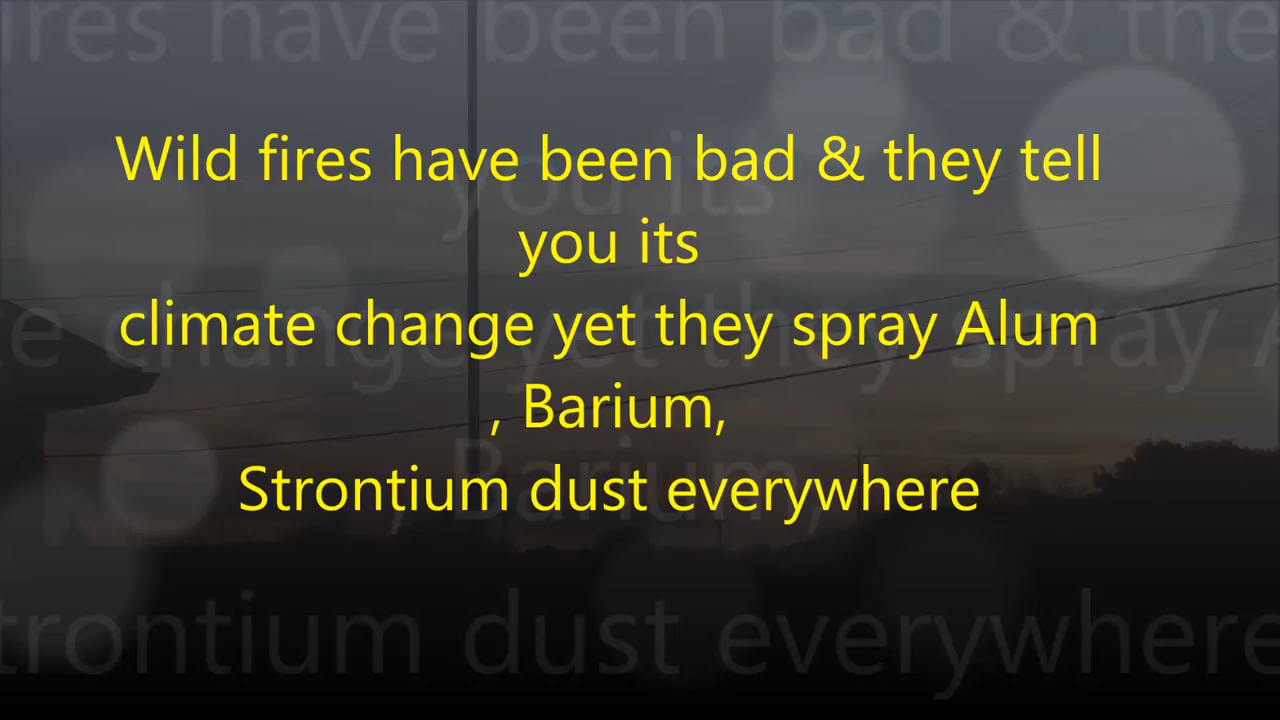 Wild fires have been bad & they tell
you its
climate change yet they spray Alum
, Barium,
Strontium dust everywhere